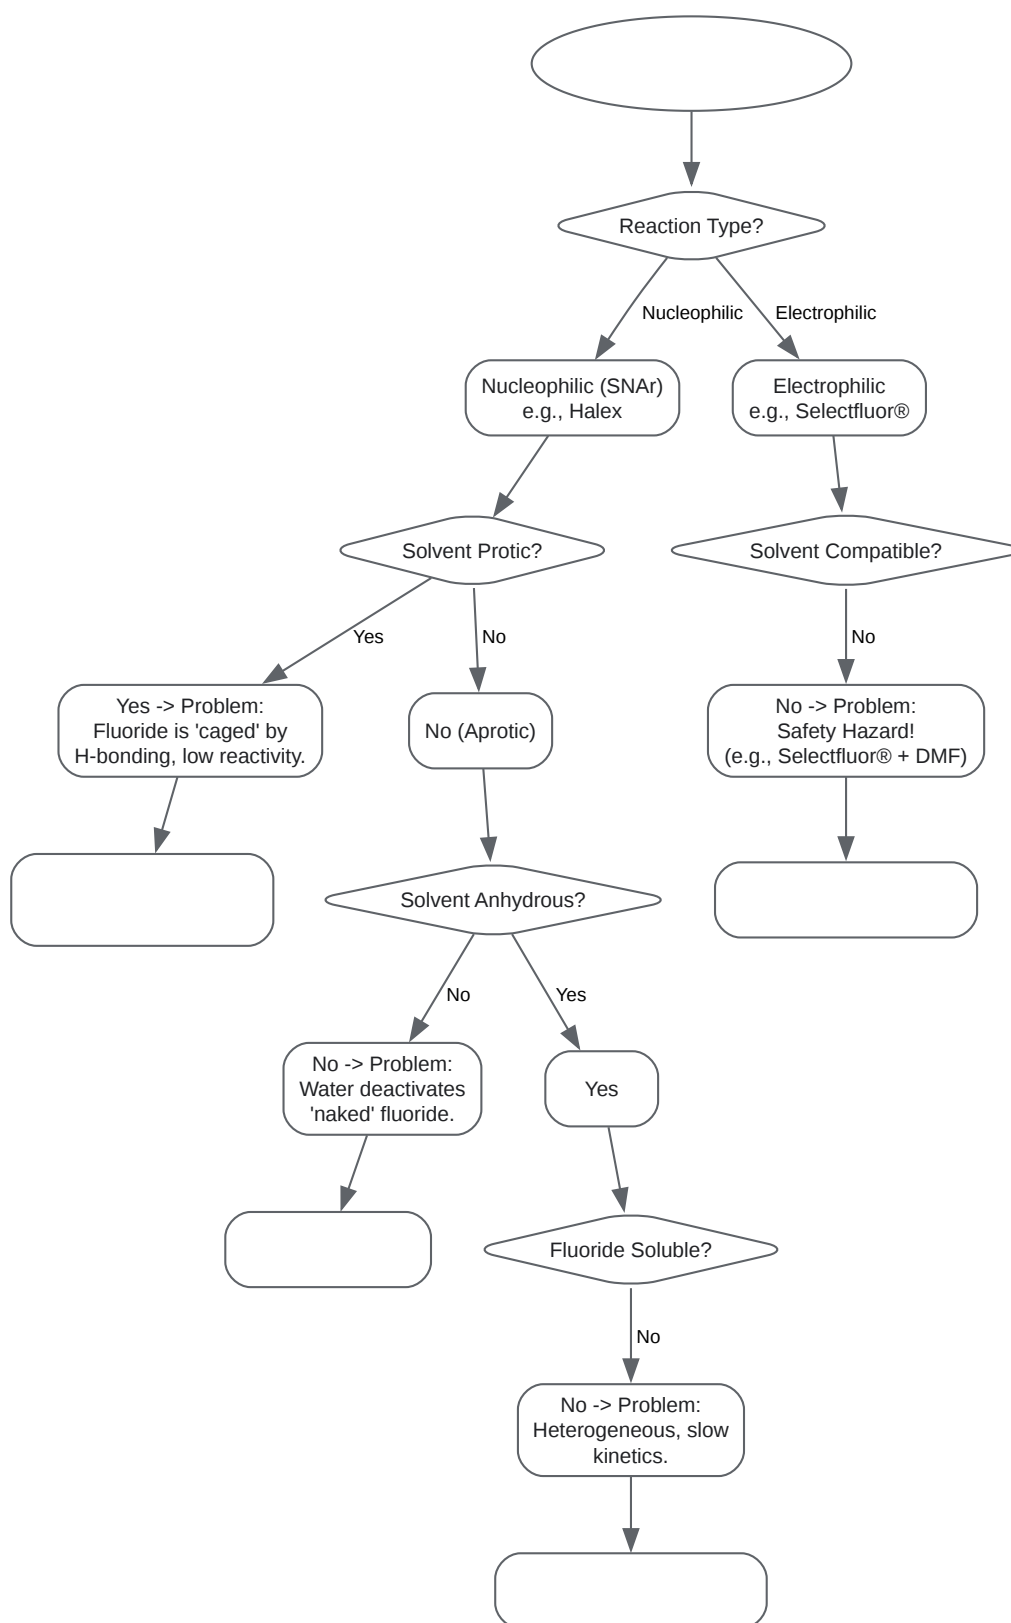 Reaction Type?
Nucleophilic
Electrophilic
Nucleophilic (SNAr)
e.g., Halex
Electrophilic
e.g., Selectfluor®
Solvent Protic?
Solvent Compatible?
Yes
No
No
Yes -> Problem:
Fluoride is 'caged' by
H-bonding, low reactivity.
No (Aprotic)
No -> Problem:
Safety Hazard!
(e.g., Selectfluor® + DMF)
Solvent Anhydrous?
No
Yes
No -> Problem:
Water deactivates
'naked' fluoride.
Yes
Fluoride Soluble?
No
No -> Problem:
Heterogeneous, slow
kinetics.